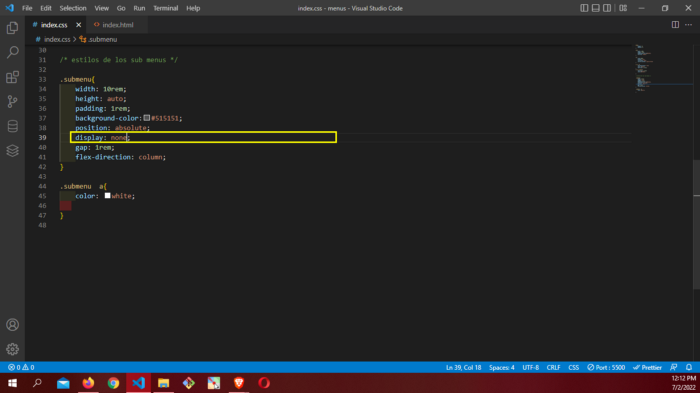 File Edit Selection View Go Run Terminal Help index.css - menus - Visual Studio Code
# index.css × <> index.html
# index.css > .submenu
30
31 /* estilos de los sub menus */
32
33 .submenu{
34 width: 10rem;
35 height: auto;
36 padding: 1rem;
37 background-color: #515151;
38 position: absolute;
39 display: none;
40 gap: 1rem;
41 flex-direction: column;
42 }
43
44 .submenu a{
45 color: white;
46
47 }
48
0 0 Ln 39, Col 18 Spaces: 4 UTF-8 CRLF CSS Port : 5500 Prettier
12:12 PM
7/2/2022